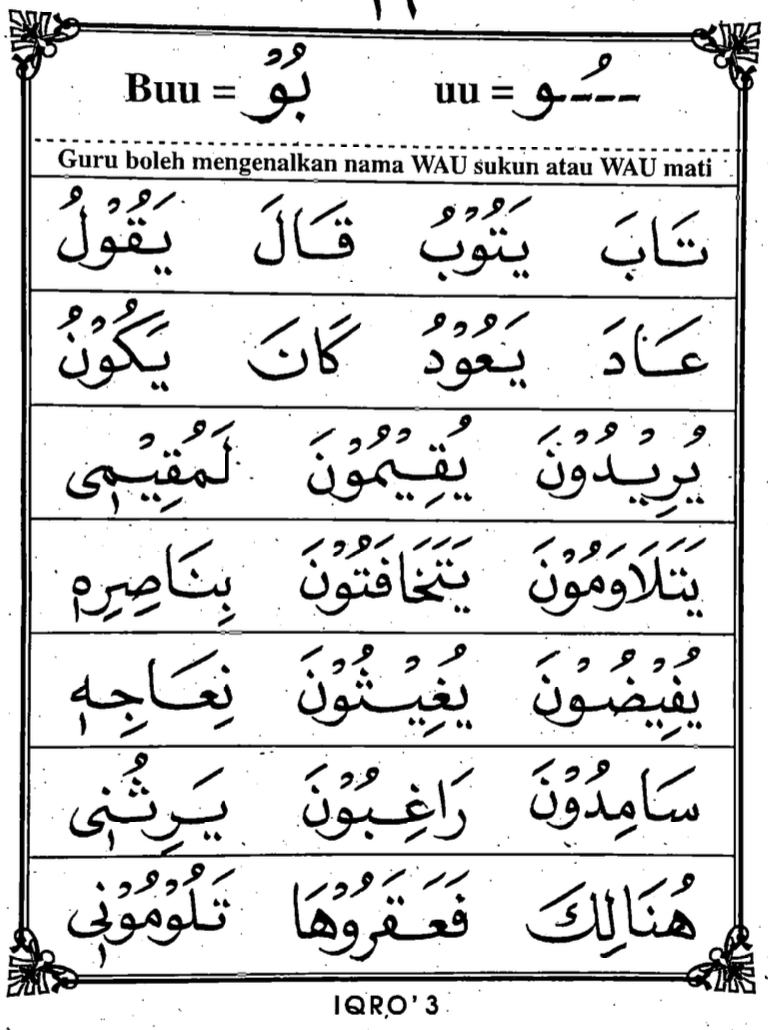 Buu = بُوْ uu = ـُـو
Guru boleh mengenalkan nama WAU sukun atau WAU mati
تَابَ يَتُوْبُ قَالَ يَقُوْلُ
عَادَ يَعُوْدُ كَانَ يَكُوْنُ
يُرِيْدُوْنَ يُقِيْمُوْنَ لَمُقِيْمِى
يَتَلَاوَمُوْنَ يَتَخَافَتُوْنَ بِنَاصِرِهٖ
يُفِيْضُوْنَ يُغِيْثُوْنَ نِعَاجِهٖ
سَامِدُوْنَ رَاغِبُوْنَ يَرِثُنِى
هُنَالِكَ فَعَقَرُوْهَا تَلُوْمُوْنِى
IQRO' 3